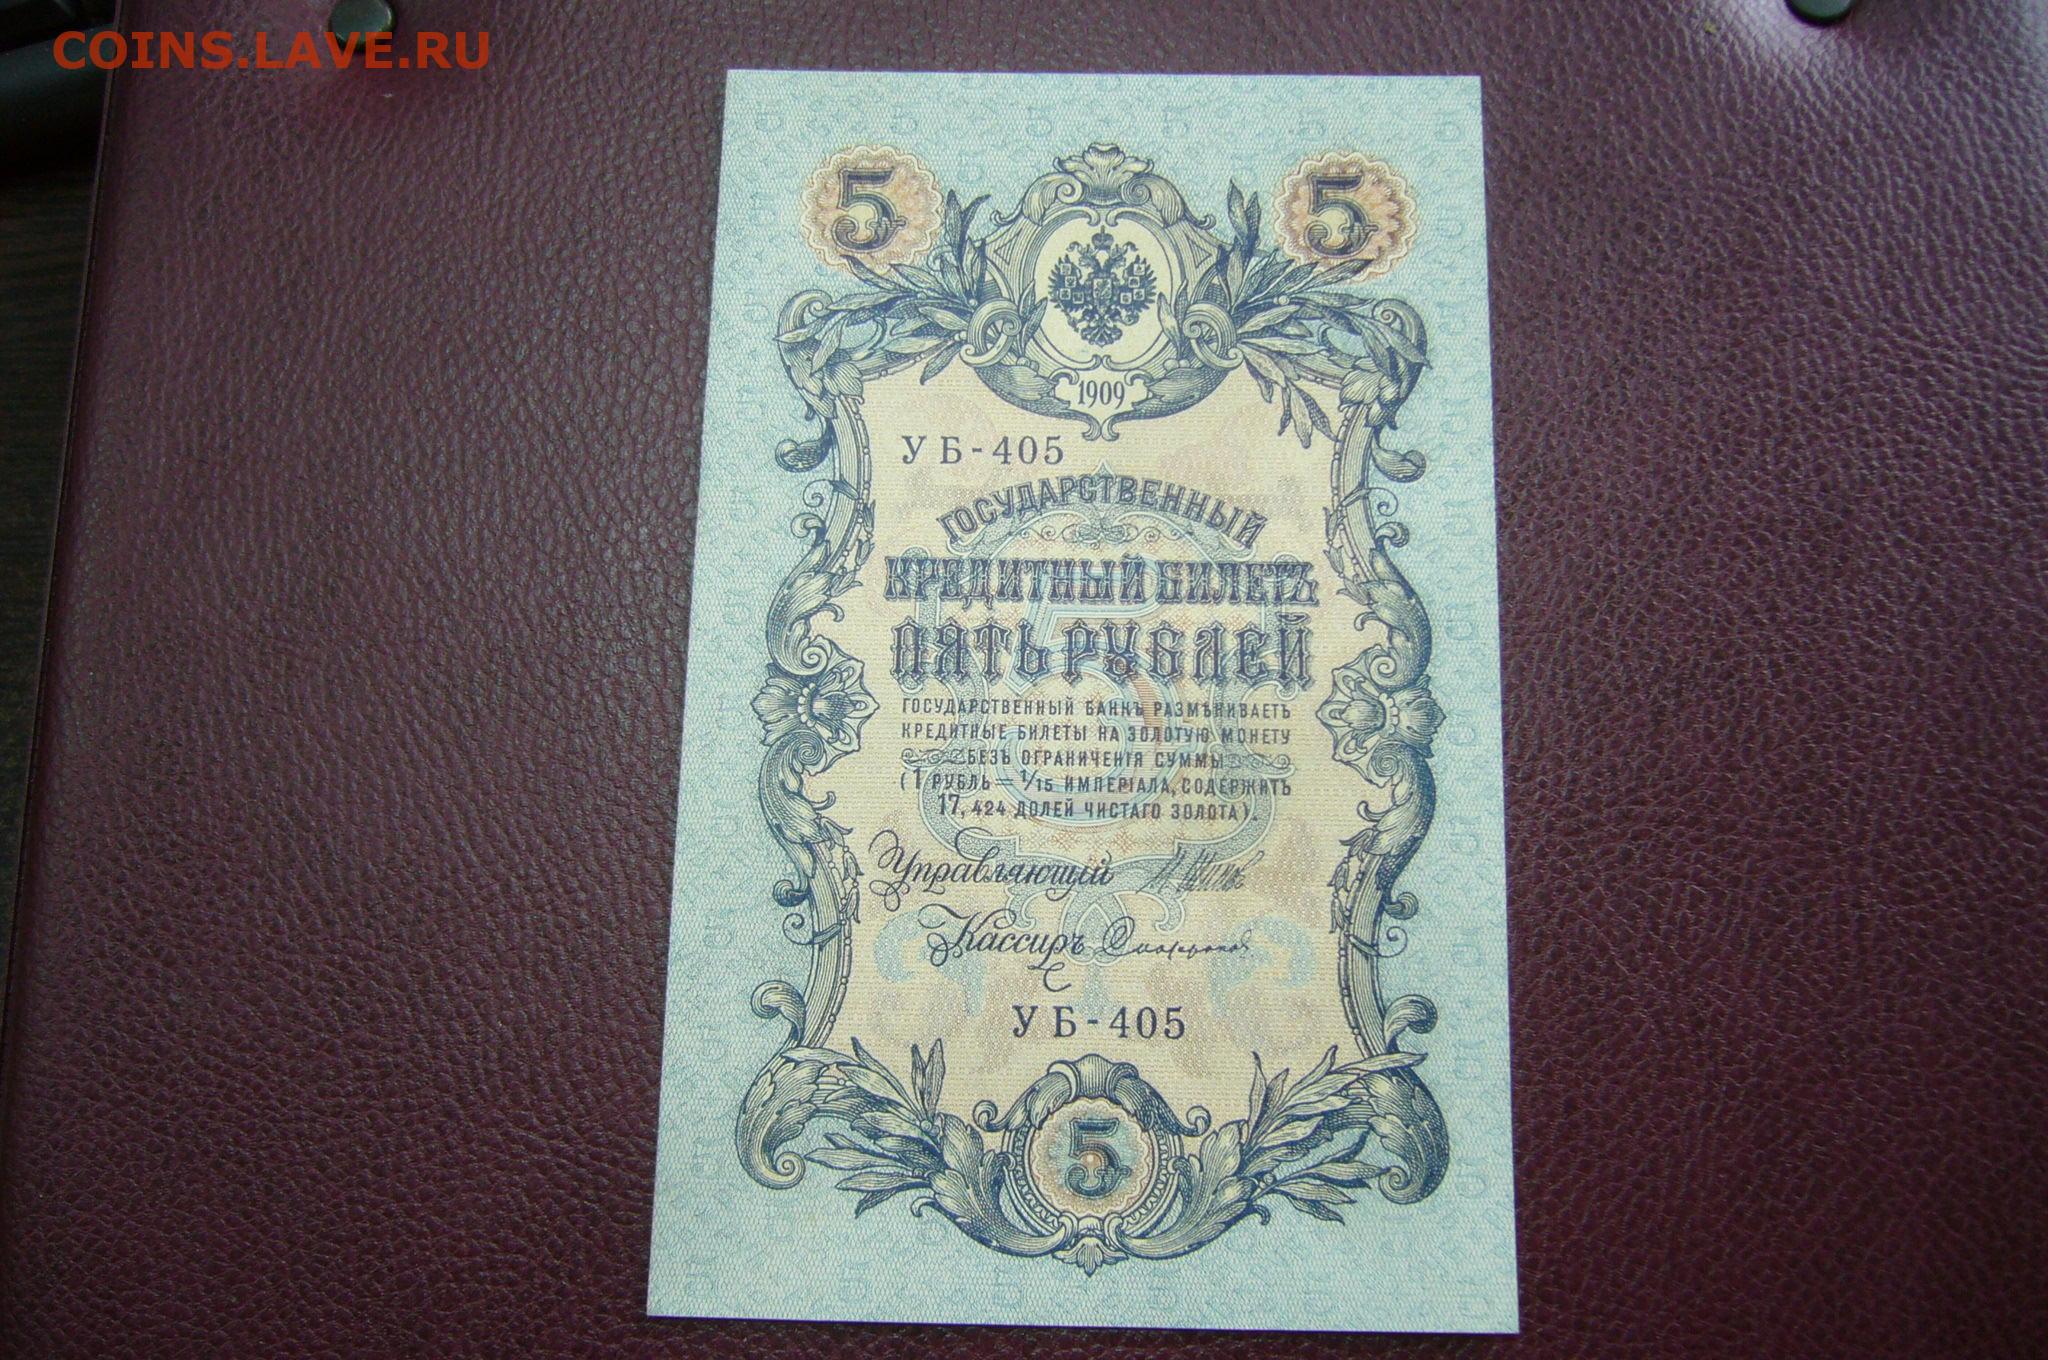 COINS.LAVE.RU
5 5
1909
УБ-405
ГОСУДАРСТВЕННЫЙ
КРЕДИТНЫЙ БИЛЕТЪ
ПЯТЬ РУБЛЕЙ
ГОСУДАРСТВЕННЫЙ БАНКЪ РАЗМѢНИВАЕТЪ
КРЕДИТНЫЕ БИЛЕТЫ НА ЗОЛОТУЮ МОНЕТУ
БЕЗЪ ОГРАНИЧЕНІЯ СУММЫ
(1 РУБЛЬ = 1/15 ИМПЕРІАЛА, СОДЕРЖИТЪ
17,424 ДОЛЕЙ ЧИСТАГО ЗОЛОТА).
Управляющій
Кассиръ
УБ-405
5